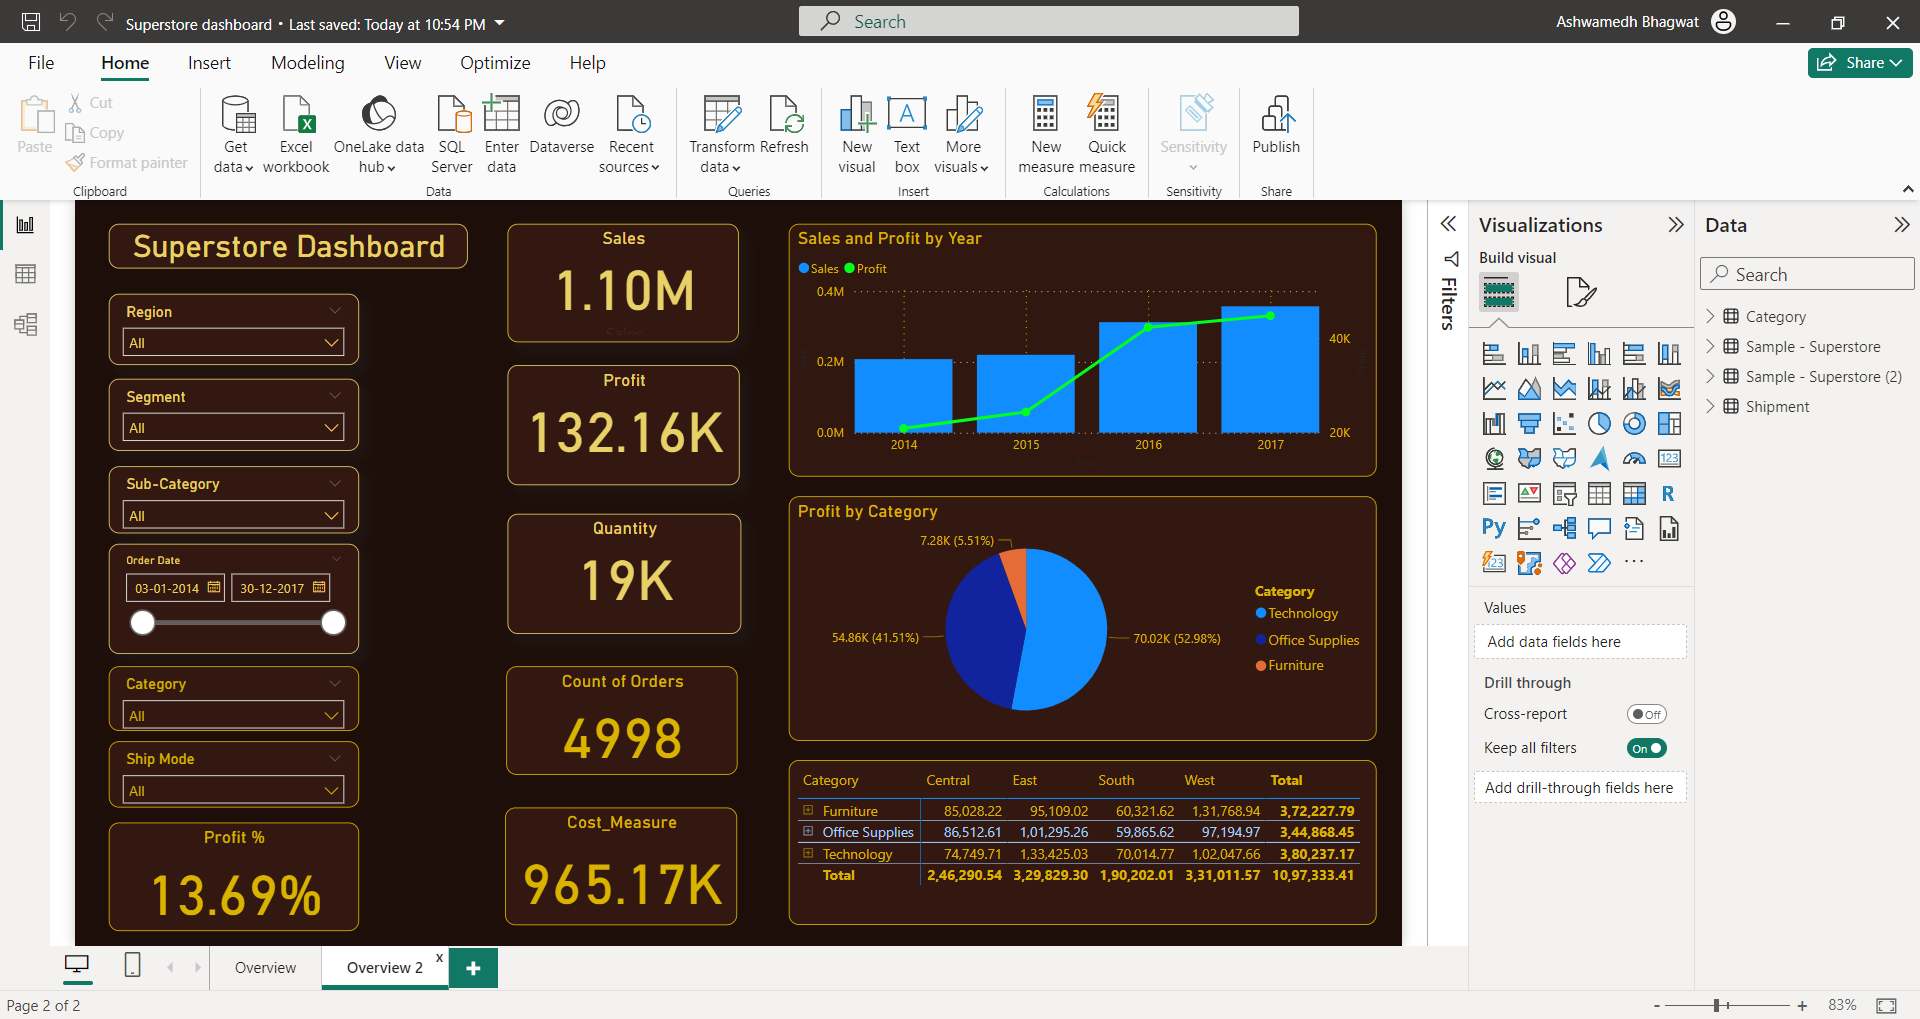 Superstore dashboard • Last saved: Today at 10:54 PM
Search
Ashwamedh Bhagwat
File Home Insert Modeling View Optimize Help
Share
Paste
Cut
Copy
Format painter
Clipboard
Get data
Excel workbook
OneLake data hub
SQL Server
Enter data
Dataverse
Recent sources
Data
Transform data
Refresh
Queries
New visual
Text box
More visuals
Insert
New measure
Quick measure
Calculations
Sensitivity
Sensitivity
Publish
Share
Superstore Dashboard
Region
All
Segment
All
Sub-Category
All
Order Date
03-01-2014 30-12-2017
Category
All
Ship Mode
All
Profit %
13.69%
Sales
1.10M
Sales
Profit
132.16K
Quantity
19K
Count of Orders
4998
Cost_Measure
965.17K
Sales and Profit by Year
Sales Profit
0.4M
0.2M
0.0M
40K
20K
2014 2015 2016 2017
Profit by Category
7.28K (5.51%)
54.86K (41.51%)
70.02K (52.98%)
Category
Technology
Office Supplies
Furniture
Category Central East South West Total
Furniture 85,028.22 95,109.02 60,321.62 1,31,768.94 3,72,227.79
Office Supplies 86,512.61 1,01,295.26 59,865.62 97,194.97 3,44,868.45
Technology 74,749.71 1,33,425.03 70,014.77 1,02,047.66 3,80,237.17
Total 2,46,290.54 3,29,829.30 1,90,202.01 3,31,011.57 10,97,333.41
Filters
Visualizations
Build visual
123
R
Py
123
...
Values
Add data fields here
Drill through
Cross-report Off
Keep all filters On
Add drill-through fields here
Data
Search
Category
Sample - Superstore
Sample - Superstore (2)
Shipment
Overview
Overview 2 x
+
Page 2 of 2
- + 83%